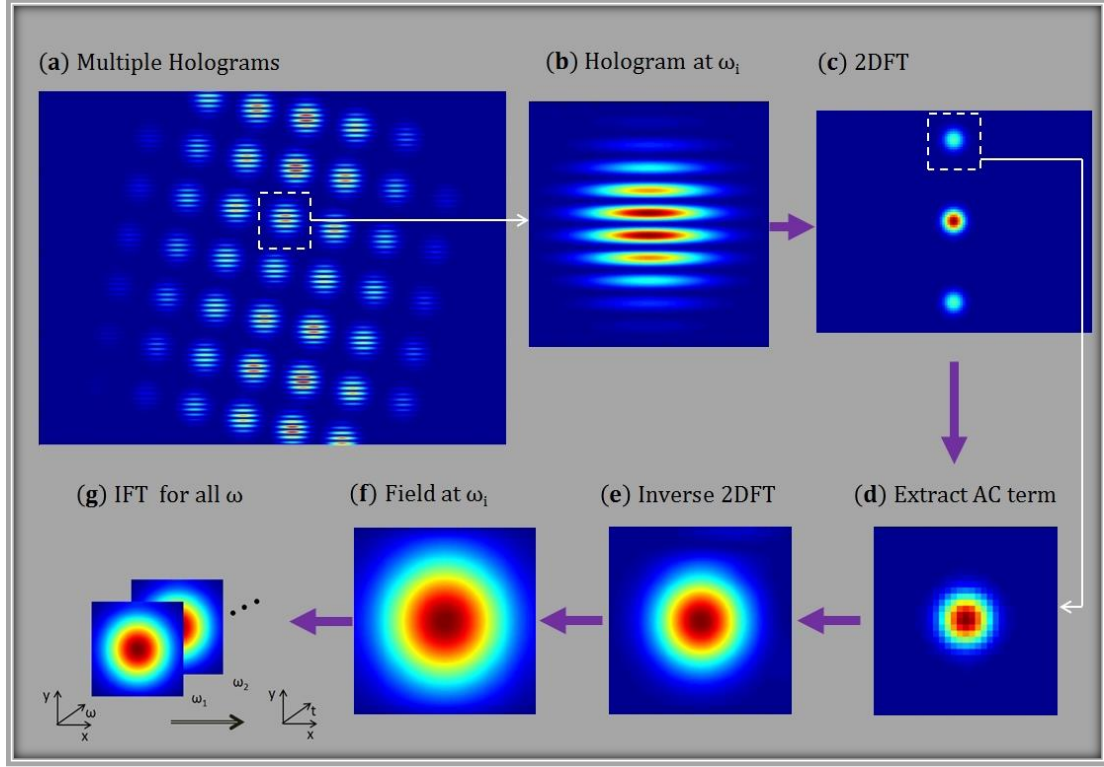 (a) Multiple Holograms
(b) Hologram at ωi
(c) 2DFT
(g) IFT for all ω
(f) Field at ωi
(e) Inverse 2DFT
(d) Extract AC term
y
ω
x
ω1
ω2
y
t
x